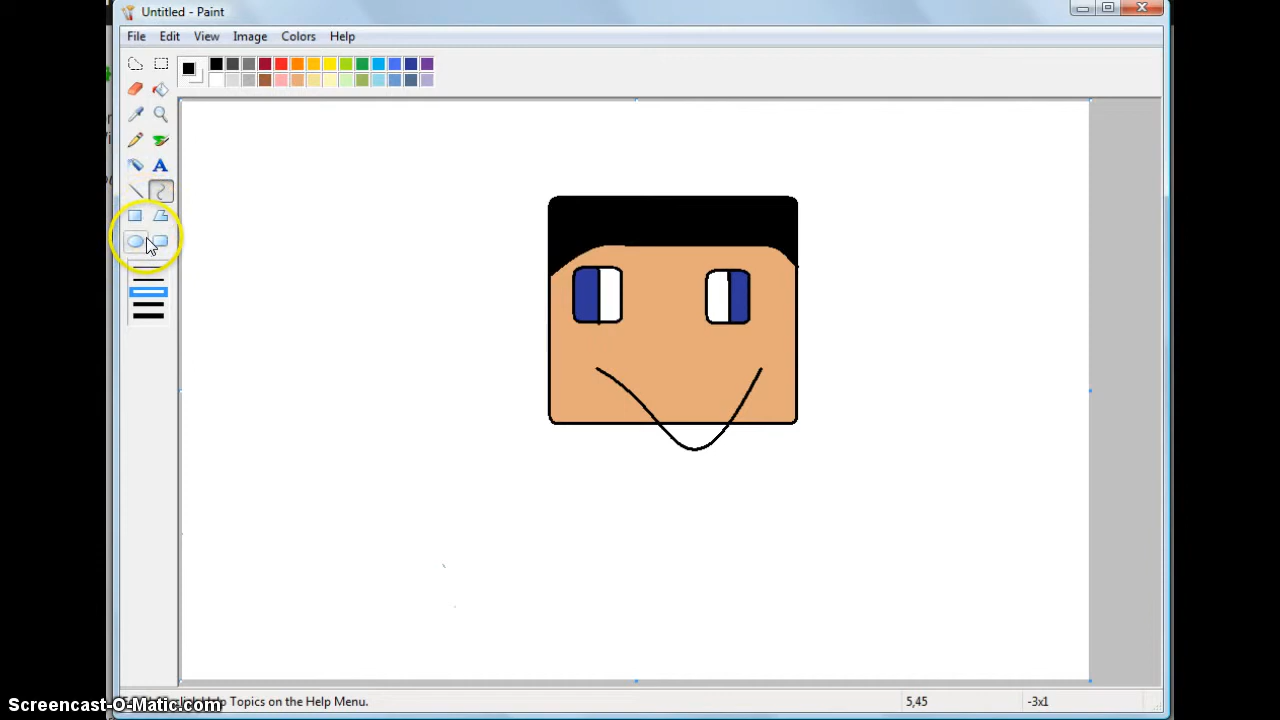 Untitled - Paint
File Edit View Image Colors Help
A
Help Topics on the Help Menu.
5,45
-3x1
Screencast-O-Matic.com